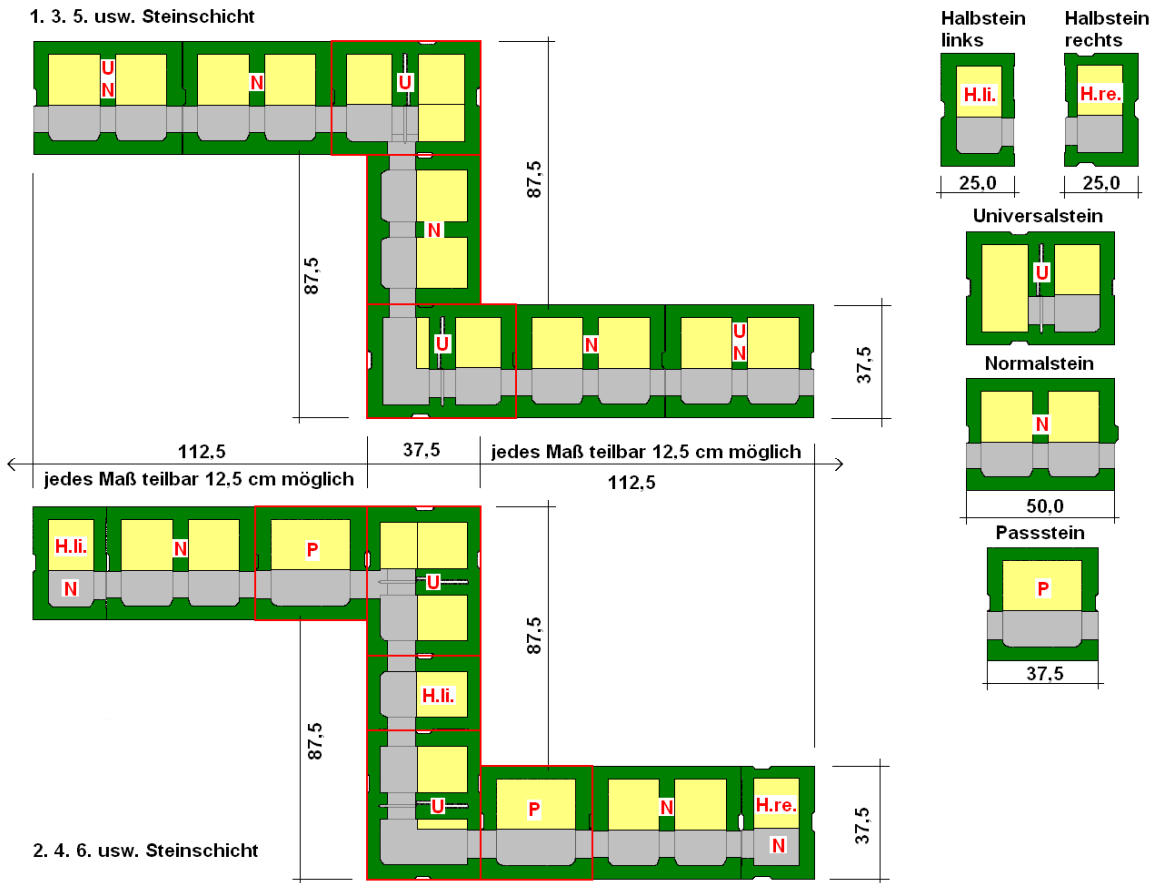 1. 3. 5. usw. Steinschicht
U
N
N
U
87,5
87,5
N
U
N
U
N
37,5
112,5
37,5
jedes Maß teilbar 12,5 cm möglich
jedes Maß teilbar 12,5 cm möglich
112,5
H.li.
N
N
P
U
87,5
87,5
H.li.
U
P
N
H.re.
N
37,5
2. 4. 6. usw. Steinschicht
Halbstein
links
H.li.
25,0
Halbstein
rechts
H.re.
25,0
Universalstein
U
Normalstein
N
50,0
Passstein
P
37,5